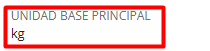 UNIDAD BASE PRINCIPAL
kg